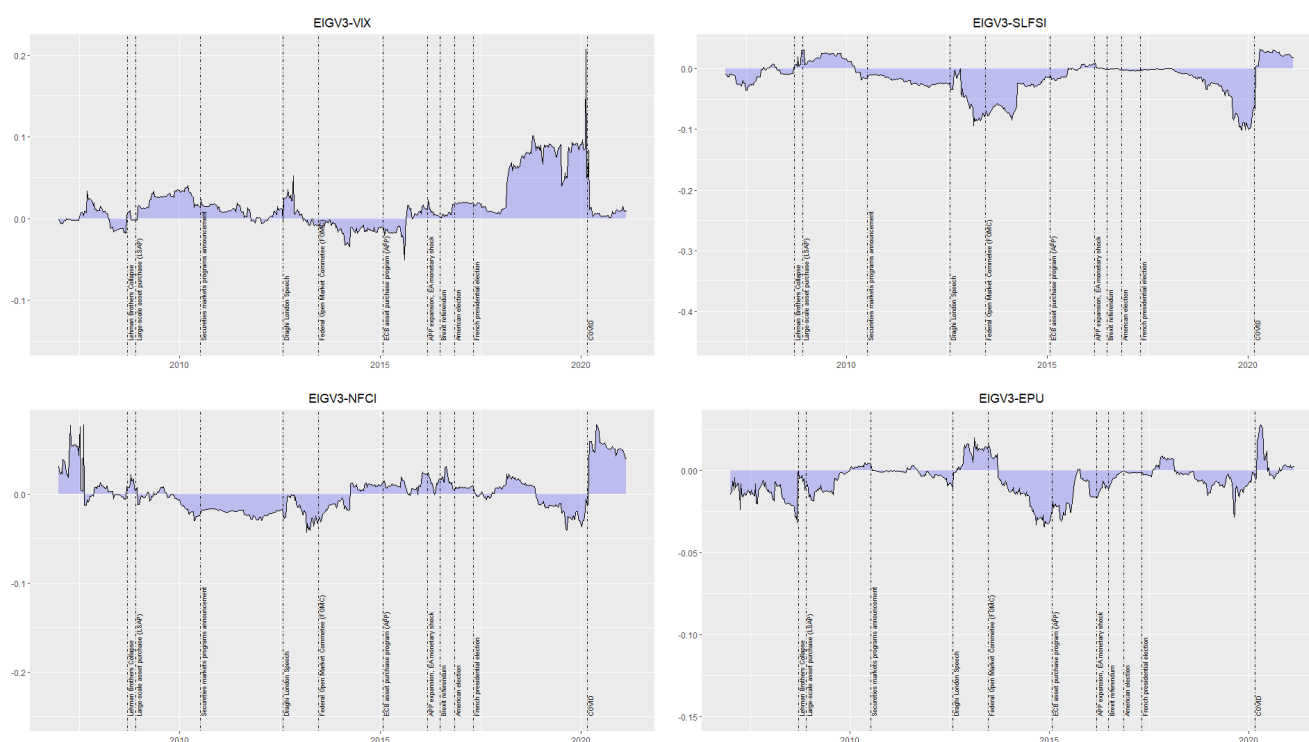 EIGV3-VIX
0.2
0.1
0.0
-0.1
Lehman Brothers Collapse
Large-scale asset purchase (LSAP)
Secureties markets programs announcement
Draghi London Speech
Federal Open Market Commetee (FOMC)
ECB asset purchase program (APP)
APP expansion, EA monetary shock
Brexit referendum
American election
French presidential election
COVID
2010
2015
2020
EIGV3-SLFSI
0.0
-0.1
-0.2
-0.3
-0.4
Lehman Brothers Collapse
Large-scale asset purchase (LSAP)
Secureties markets programs announcement
Draghi London Speech
Federal Open Market Commetee (FOMC)
ECB asset purchase program (APP)
APP expansion, EA monetary shock
Brexit referendum
American election
French presidential election
COVID
2010
2015
2020
EIGV3-NFCI
0.1
0.0
-0.1
-0.2
Lehman Brothers Collapse
Large-scale asset purchase (LSAP)
Secureties markets programs announcement
Draghi London Speech
Federal Open Market Commetee (FOMC)
ECB asset purchase program (APP)
APP expansion, EA monetary shock
Brexit referendum
American election
French presidential election
COVID
2010
2015
2020
EIGV3-EPU
0.00
-0.05
-0.10
-0.15
Lehman Brothers Collapse
Large-scale asset purchase (LSAP)
Secureties markets programs announcement
Draghi London Speech
Federal Open Market Commetee (FOMC)
ECB asset purchase program (APP)
APP expansion, EA monetary shock
Brexit referendum
American election
French presidential election
COVID
2010
2015
2020